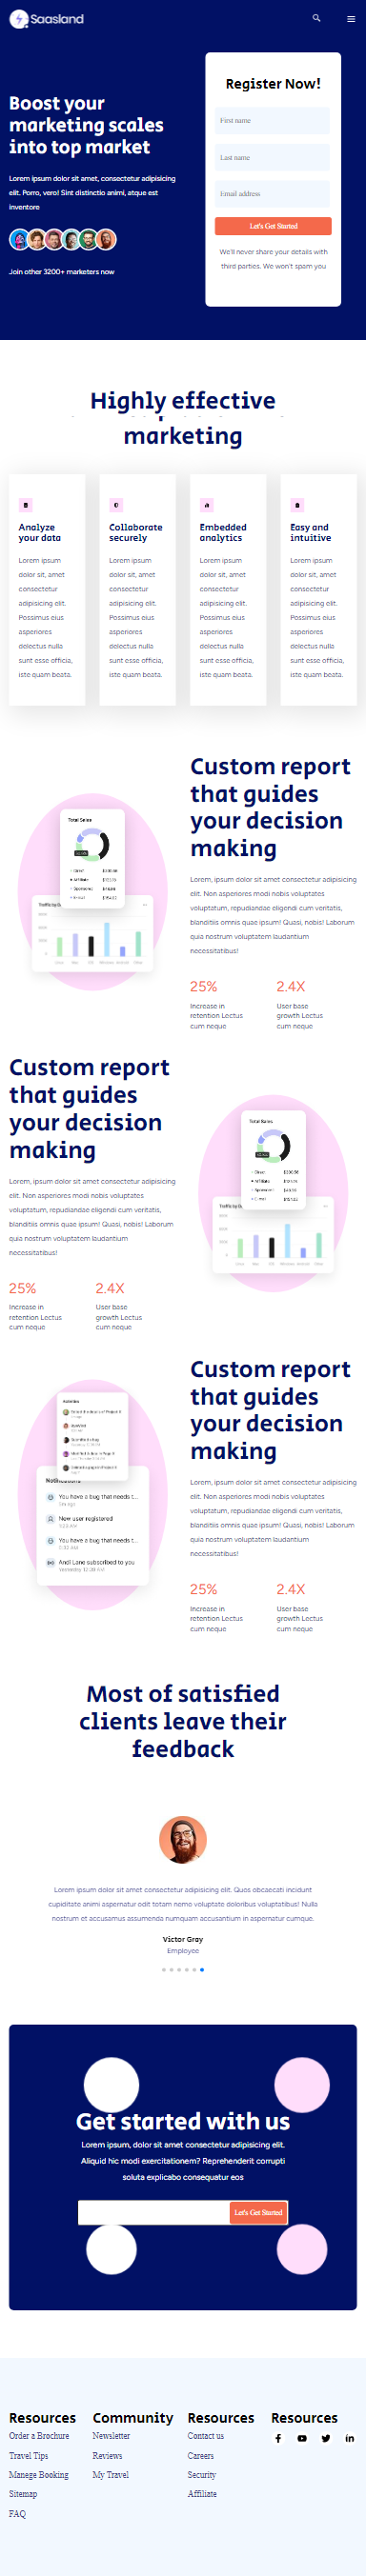 Saasland
Boost your
marketing scales
into top market
Lorem ipsum dolor sit amet, consectetur adipisicing
elit. Porro, vero! Sint distinctio animi, atque est
inventore
Join other 3200+ marketers now
Register Now!
First name
Last name
Email address
Let's Get Started
We'll never share your details with
third parties. We won't spam you
Highly effective
marketing
Analyze
your data
Lorem ipsum
dolor sit, amet
consectetur
adipisicing elit.
Possimus eius
asperiores
delectus nulla
sunt esse officia,
iste quam beata.
Collaborate
securely
Lorem ipsum
dolor sit, amet
consectetur
adipisicing elit.
Possimus eius
asperiores
delectus nulla
sunt esse officia,
iste quam beata.
Embedded
analytics
Lorem ipsum
dolor sit, amet
consectetur
adipisicing elit.
Possimus eius
asperiores
delectus nulla
sunt esse officia,
iste quam beata.
Easy and
intuitive
Lorem ipsum
dolor sit, amet
consectetur
adipisicing elit.
Possimus eius
asperiores
delectus nulla
sunt esse officia,
iste quam beata.
Total Sales
Custom report
that guides
your decision
making
Lorem, ipsum dolor sit amet consectetur adipisicing
elit. Non asperiores modi nobis voluptates
voluptatum, repudiandae eligendi cum veritatis,
blanditiis omnis quae ipsum! Quasi, nobis! Laborum
quia nostrum voluptatem laudantium
necessitatibus!
25%
Increase in
retention Lectus
cum neque
2.4X
User base
growth Lectus
cum neque
Custom report
that guides
your decision
making
Lorem, ipsum dolor sit amet consectetur adipisicing
elit. Non asperiores modi nobis voluptates
voluptatum, repudiandae eligendi cum veritatis,
blanditiis omnis quae ipsum! Quasi, nobis! Laborum
quia nostrum voluptatem laudantium
necessitatibus!
25%
Increase in
retention Lectus
cum neque
2.4X
User base
growth Lectus
cum neque
Total Sales
Activities
You have a bug that needs t...
New user registered
You have a bug that needs t...
Andi Lane subscribed to you
Custom report
that guides
your decision
making
Lorem, ipsum dolor sit amet consectetur adipisicing
elit. Non asperiores modi nobis voluptates
voluptatum, repudiandae eligendi cum veritatis,
blanditiis omnis quae ipsum! Quasi, nobis! Laborum
quia nostrum voluptatem laudantium
necessitatibus!
25%
Increase in
retention Lectus
cum neque
2.4X
User base
growth Lectus
cum neque
Most of satisfied
clients leave their
feedback
Lorem ipsum dolor sit amet consectetur adipisicing elit. Quos obcaecati incidunt
cupiditate animi aspernatur odit totam nemo voluptate doloribus voluptatibus! Nulla
nostrum et accusamus assumenda numquam accusantium in aspernatur cumque.
Victor Gray
Employee
Get started with us
Lorem ipsum, dolor sit amet consectetur adipisicing elit.
Aliquid hic modi exercitationem? Reprehenderit corrupti
soluta explicabo consequatur eos
Let's Get Started
Resources
Order a Brochure
Travel Tips
Manege Booking
Sitemap
FAQ
Community
Newsletter
Reviews
My Travel
Resources
Contact us
Careers
Security
Affiliate
Resources